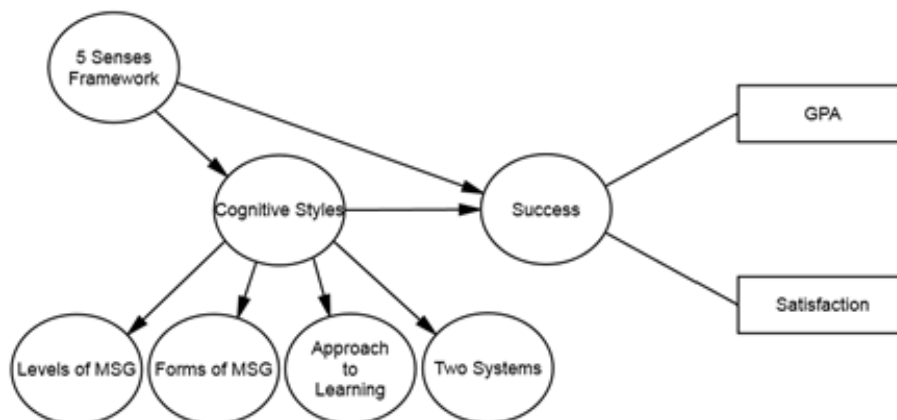 5 Senses
Framework
GPA
Cognitive Styles
Success
Satisfaction
Levels of MSG
Forms of MSG
Approach
to
Learning
Two Systems